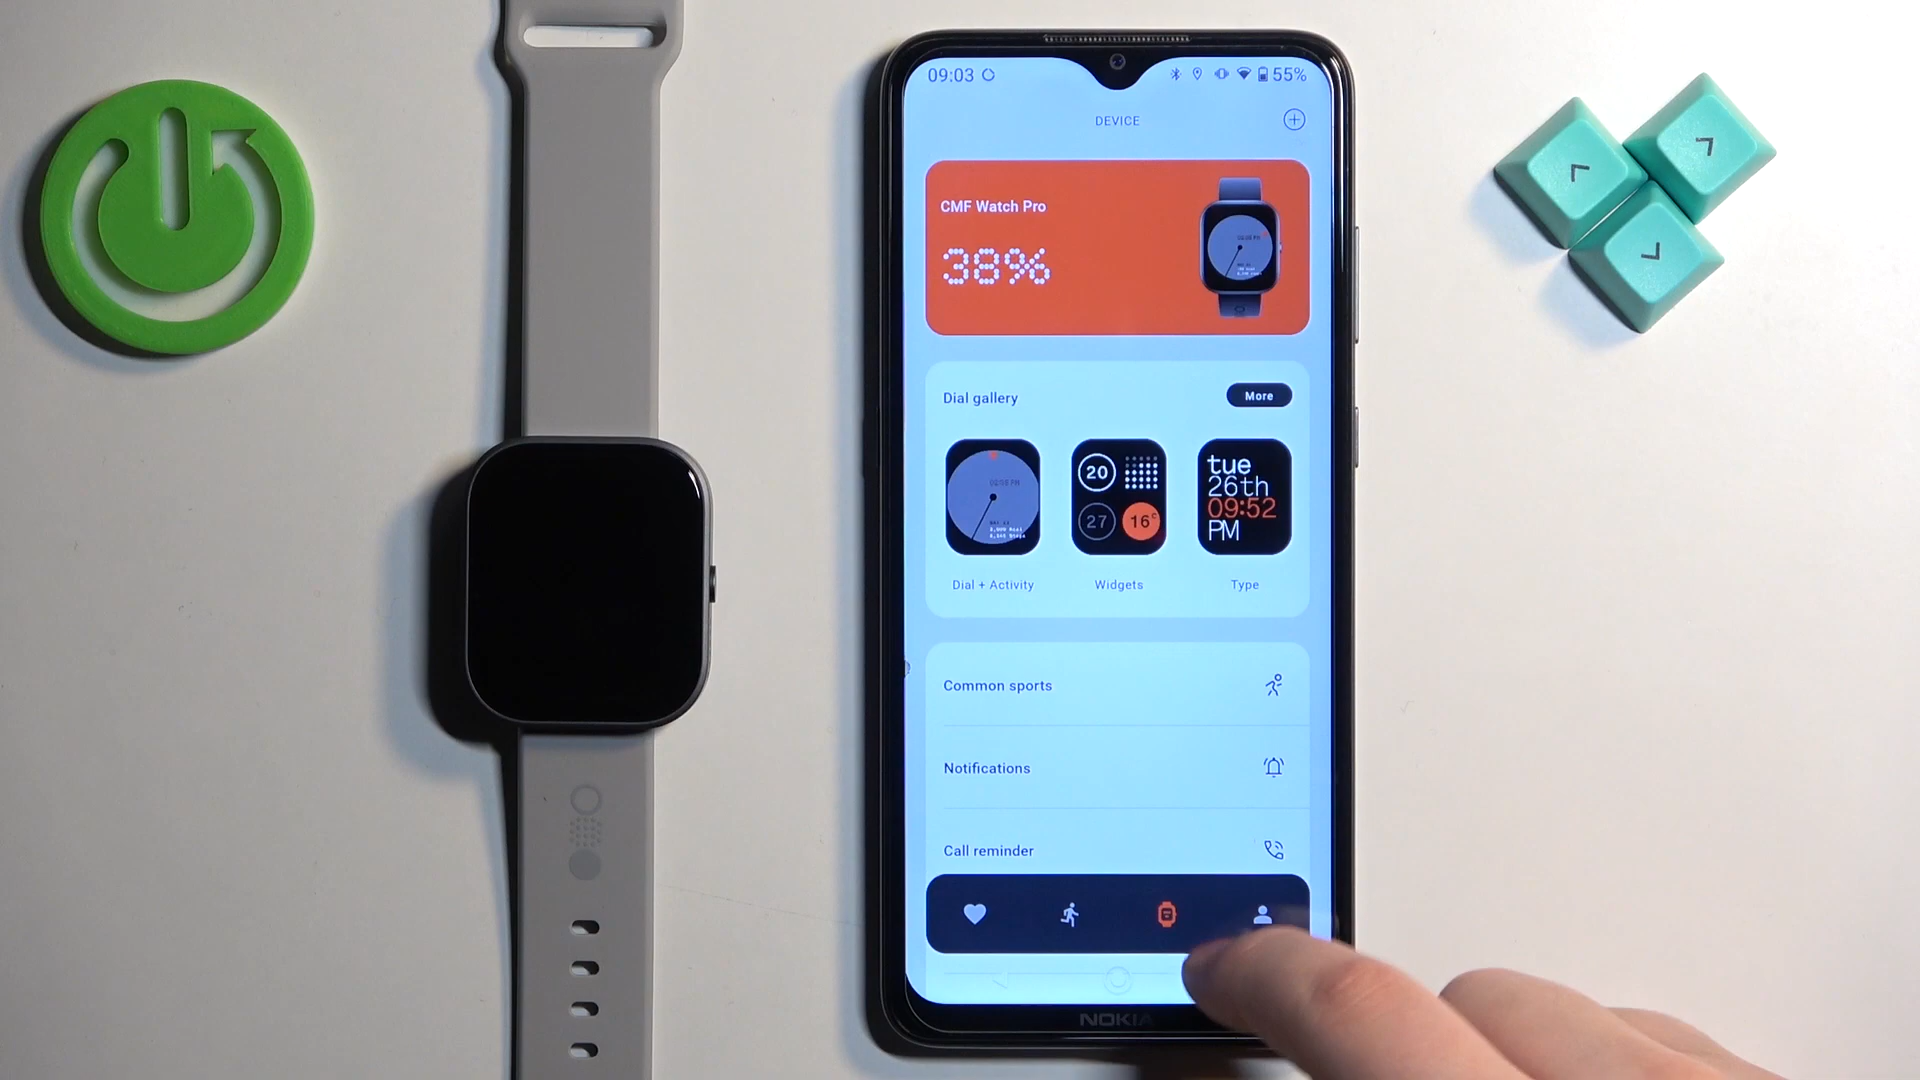 09:03
55%
DEVICE
CMF Watch Pro
38%
Dial gallery
More
20
27
16°
tue
26th
09:52
PM
Dial + Activity
Widgets
Type
Common sports
Notifications
Call reminder
NOKIA